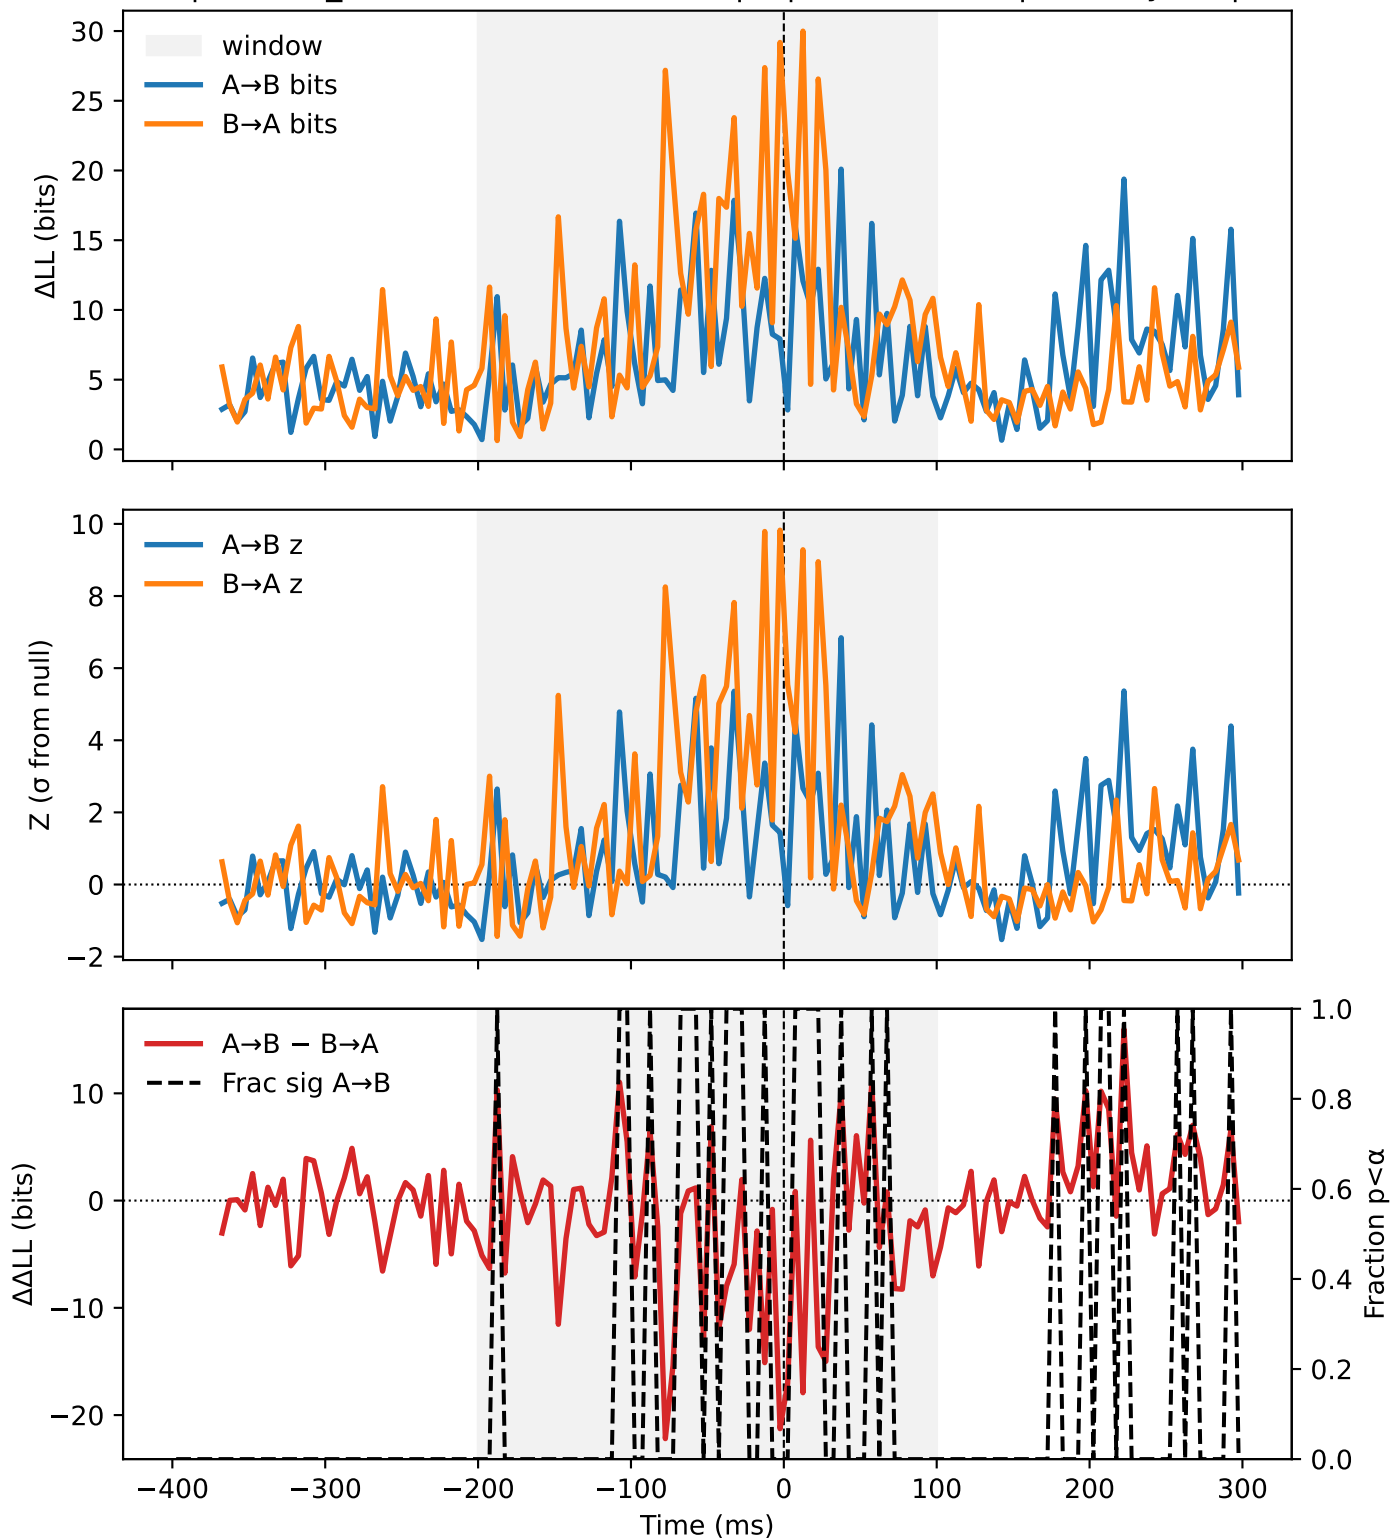 30
25
20
15
10
5
0
ΔLL (bits)
window
A→B bits
B→A bits
10
8
6
4
2
0
−2
Z (σ from null)
A→B z
B→A z
10
0
−10
−20
ΔΔLL (bits)
A→B − B→A
Frac sig A→B
1.0
0.8
0.6
0.4
0.2
0.0
Fraction p<α
−400
−300
−200
−100
0
100
200
300
Time (ms)